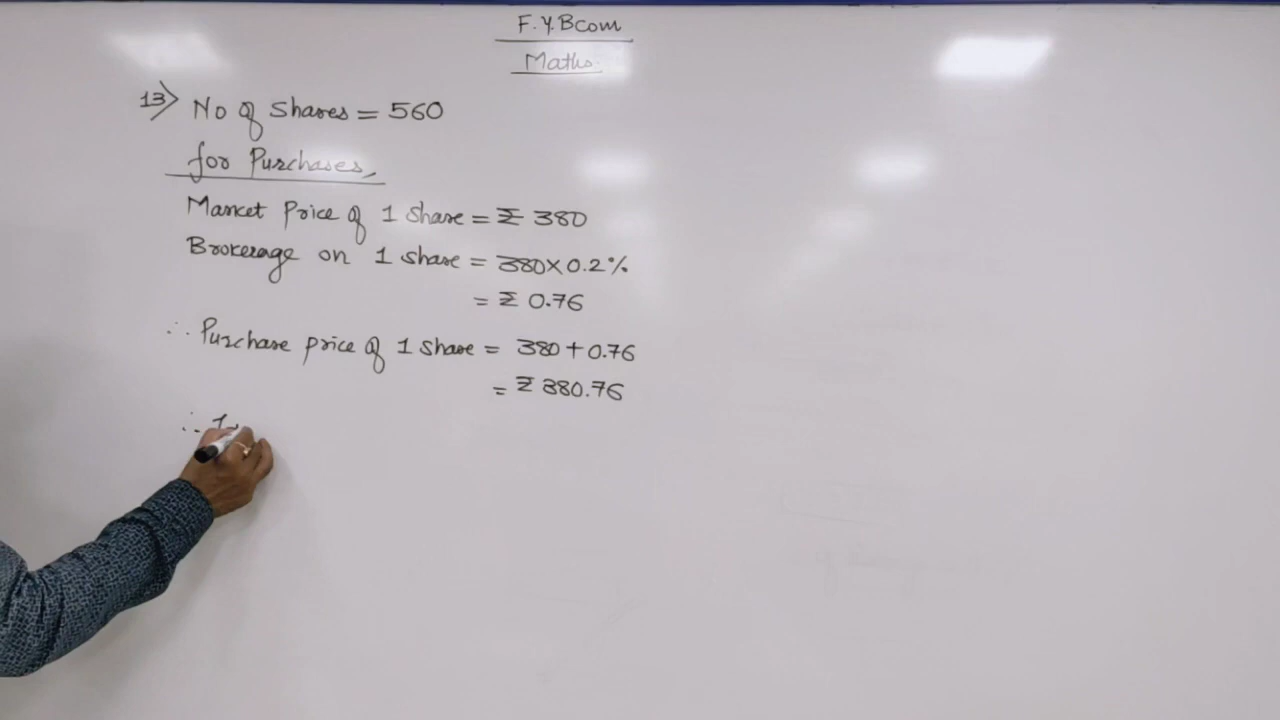 F.Y.Bcom
Maths
13> No of Shares = 560
for Purchases,
Market Price of 1 Share = ₹ 380
Brokerage on 1 share = 380×0.2%
= ₹ 0.76
∴ Purchase price of 1 share = 380+0.76
= ₹ 380.76
∴